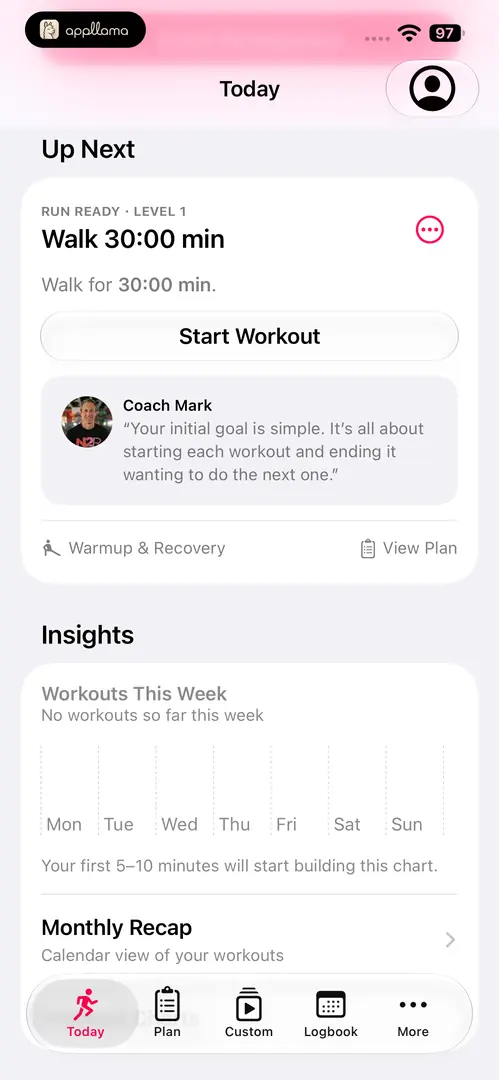 appllama
97
Today
Up Next
RUN READY · LEVEL 1
Walk 30:00 min
Walk for 30:00 min.
Start Workout
Coach Mark
“Your initial goal is simple. It’s all about
starting each workout and ending it
wanting to do the next one.”
Warmup & Recovery
View Plan
Insights
Workouts This Week
No workouts so far this week
Mon Tue Wed Thu Fri Sat Sun
Your first 5–10 minutes will start building this chart.
Monthly Recap
Calendar view of your workouts
Today Plan Custom Logbook More